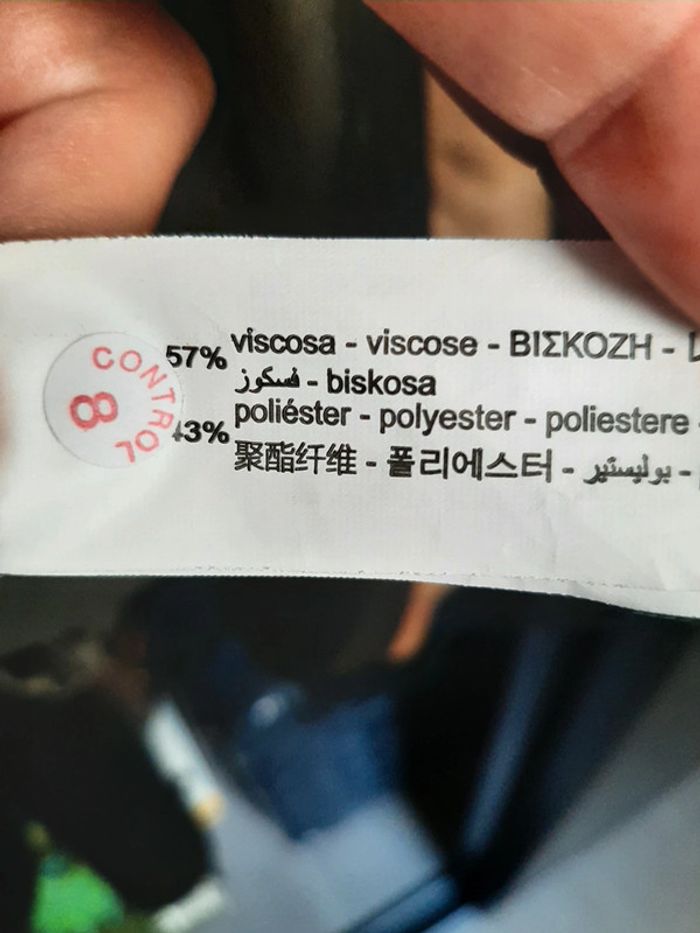 CONTROL
8
57% viscosa - viscose - ΒΙΣΚΟΖΗ -
فسكوز - biskosa
43% poliéster - polyester - poliestere -
聚酯纤维 - 폴리에스터 - بوليستير -